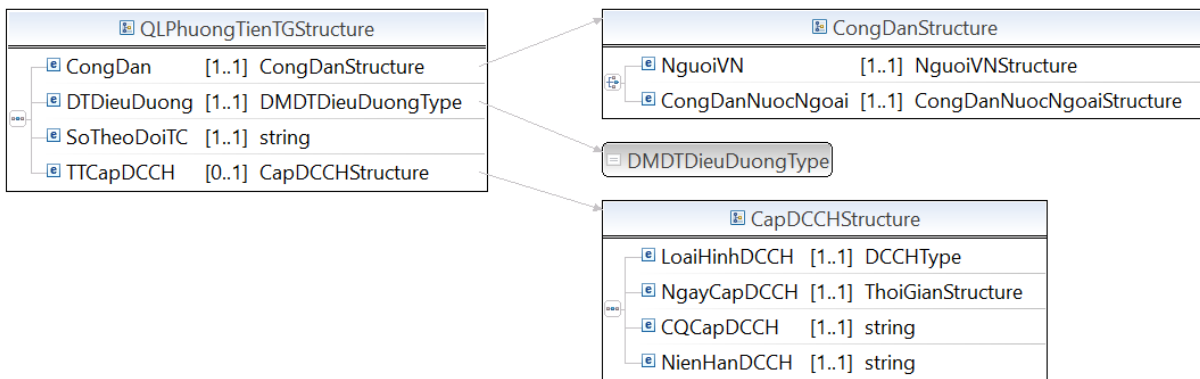 QLPhuongTienTGStructure
CongDan [1..1] CongDanStructure
DTDieuDuong [1..1] DMDTDieuDuongType
SoTheoDoiTC [1..1] string
TTCapDCCH [0..1] CapDCCHStructure
CongDanStructure
NguoiVN [1..1] NguoiVNStructure
CongDanNuocNgoai [1..1] CongDanNuocNgoaiStructure
DMDTDieuDuongType
CapDCCHStructure
LoaiHinhDCCH [1..1] DCCHType
NgayCapDCCH [1..1] ThoiGianStructure
CQCapDCCH [1..1] string
NienHanDCCH [1..1] string